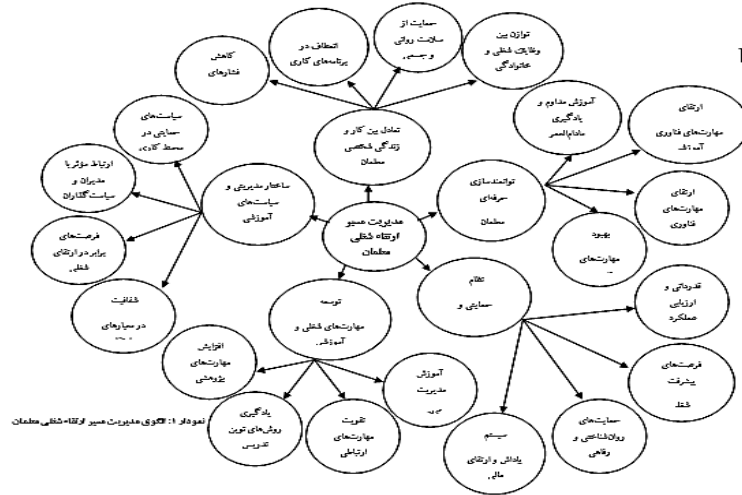 توازن بین
وظایف شغلی و
خانوادگی
حمایت از
سلامت روانی
و جسمی
انعطاف در
برنامه‌های کاری
کاهش
فشارهای
تعادل بین کار و
زندگی شخصی
معلمان
سیاست‌های
حمایتی در
محیط کاری
ارتباط مؤثر با
مدیران و
سیاست‌گذاران
فرصت‌های
برابر در ارتقای
شغلی
شفافیت
در معیارهای
ساختار مدیریتی و
سیاست‌های
آموزشی
مدیریت مسیر
ارتقاء شغلی
معلمان
توانمندسازی
حرفه‌ای
معلمان
آموزش مداوم و
یادگیری
مادام‌العمر
ارتقای
مهارت‌های فناوری
آموزشی
ارتقای
مهارت‌های
فناوری
بهبود
مهارت‌های
نظام
حمایتی و
قدردانی و
ارزیابی
عملکرد
فرصت‌های
پیشرفت
شغلی
حمایت‌های
روان‌شناختی و
رفاهی
سیستم
پاداش و ارتقای
مالی
توسعه
مهارت‌های شغلی و
آموزشی
آموزش
مدیریت
تقویت
مهارت‌های
ارتباطی
یادگیری
روش‌های نوین
تدریس
افزایش
مهارت‌های
پژوهشی
نمودار ۱: الگوی مدیریت مسیر ارتقاء شغلی معلمان